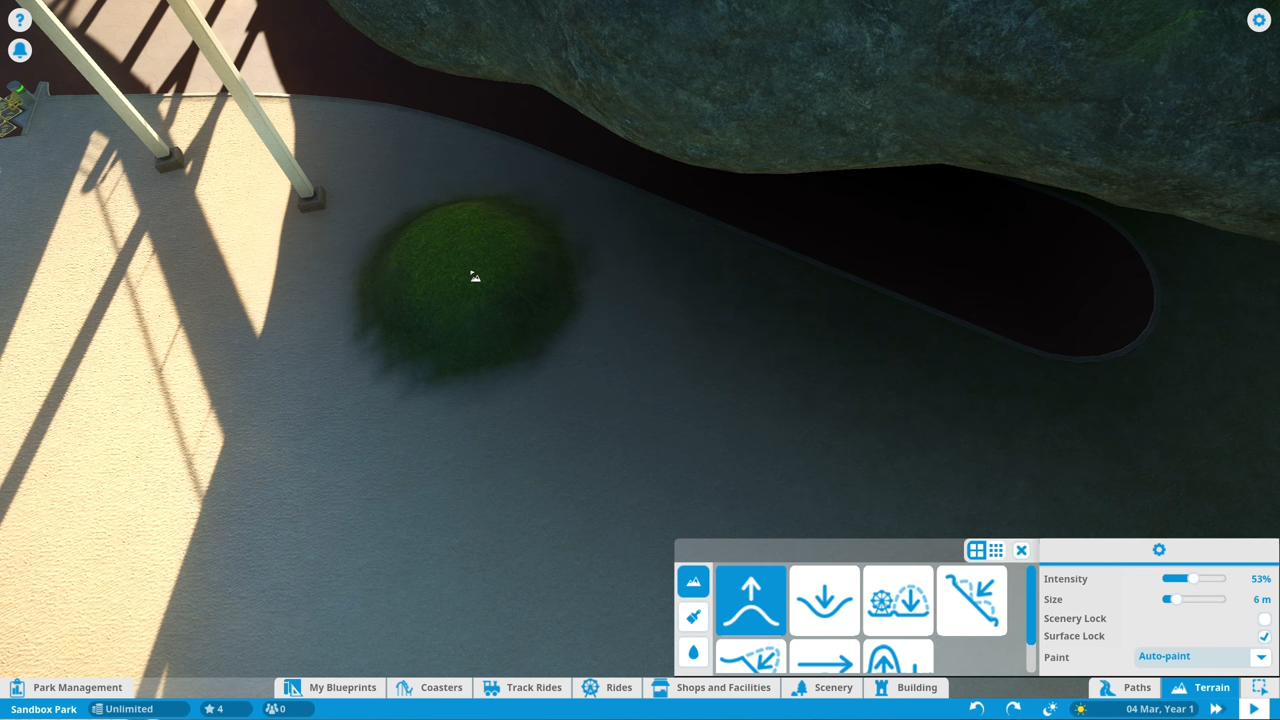 ?
Intensity 53%
Size 6 m
Scenery Lock
Surface Lock
Paint Auto-paint
Park Management
My Blueprints
Coasters
Track Rides
Rides
Shops and Facilities
Scenery
Building
Paths
Terrain
Sandbox Park
Unlimited
4
0
04 Mar, Year 1